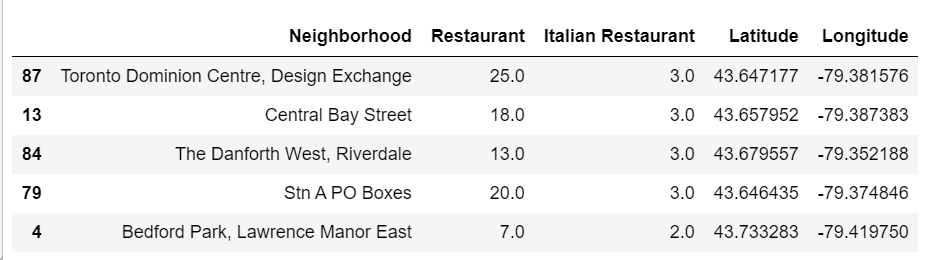 Neighborhood Restaurant Italian Restaurant Latitude Longitude
87 Toronto Dominion Centre, Design Exchange 25.0 3.0 43.647177 -79.381576
13 Central Bay Street 18.0 3.0 43.657952 -79.387383
84 The Danforth West, Riverdale 13.0 3.0 43.679557 -79.352188
79 Stn A PO Boxes 20.0 3.0 43.646435 -79.374846
4 Bedford Park, Lawrence Manor East 7.0 2.0 43.733283 -79.419750